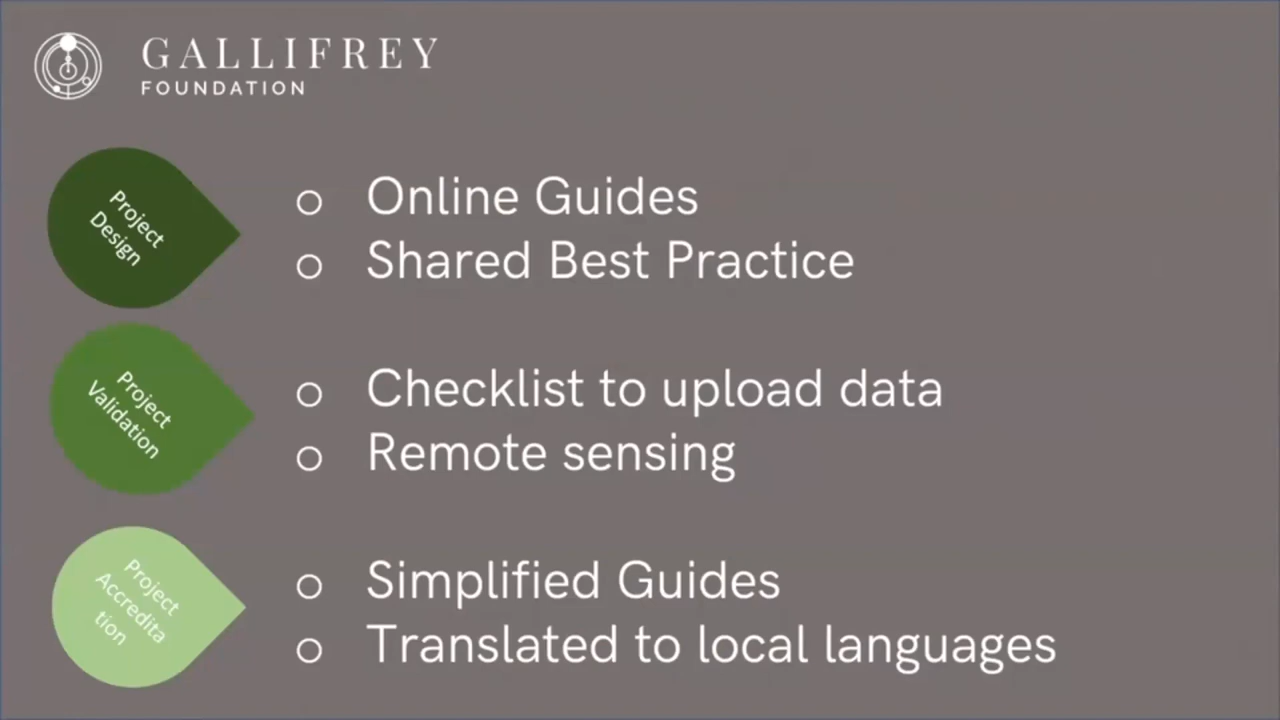 GALLIFREY
FOUNDATION
Project
Design
○ Online Guides
○ Shared Best Practice
Project
Validation
○ Checklist to upload data
○ Remote sensing
Project
Accredita
tion
○ Simplified Guides
○ Translated to local languages